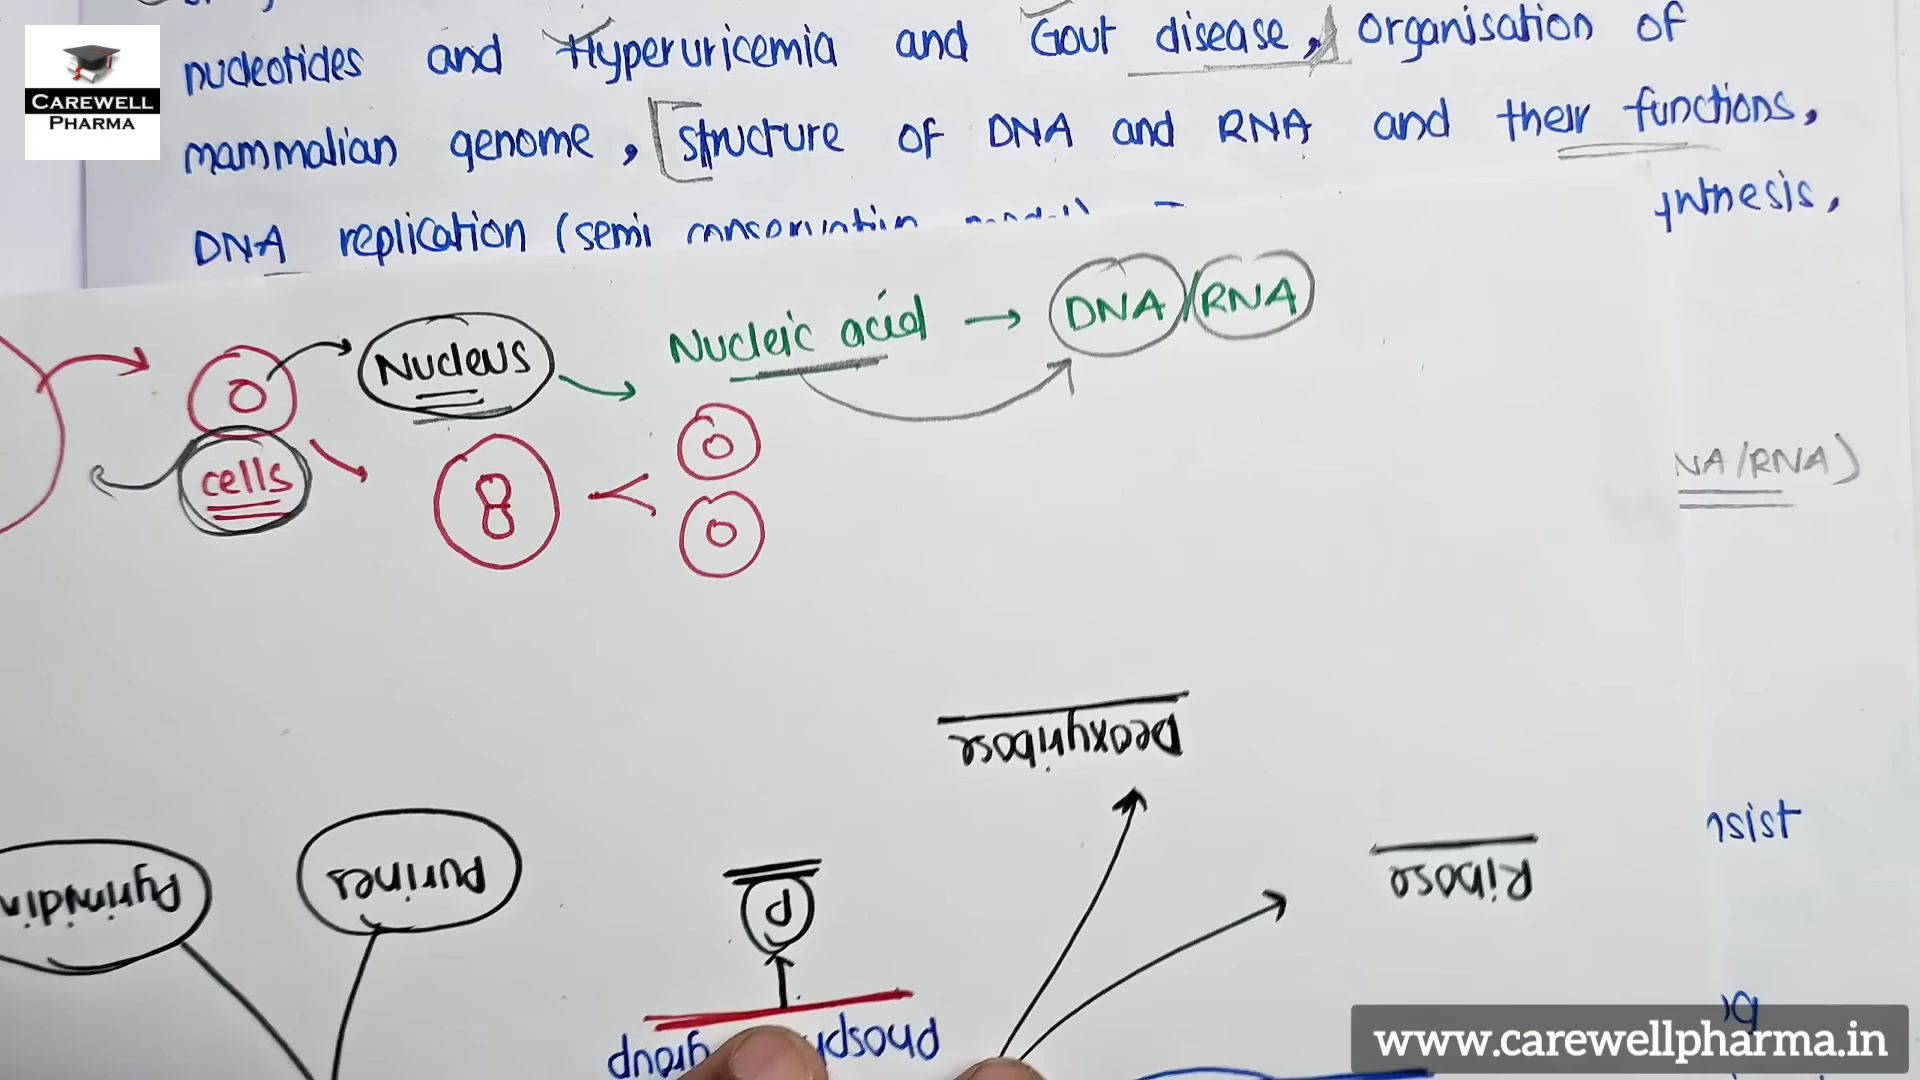 CAREWELL
PHARMA
nucleotides and Hyperuricemia and Gout disease, organisation of
mammalian genome, [structure of DNA and RNA and their functions,
DNA replication (semi
Nucleic acid → DNA/RNA
Nucleus
cells
NA/RNA)
Deoxyribose
Ribose
nsist
Purines
Pyrimidin
P
group
www.carewellpharma.in